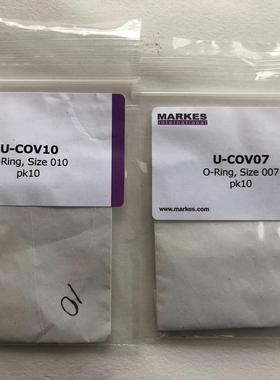 U-COV10
-Ring, Size 010
pk10
MARKES
international
U-COV07
O-Ring, Size 007
pk10
www.markes.com
10